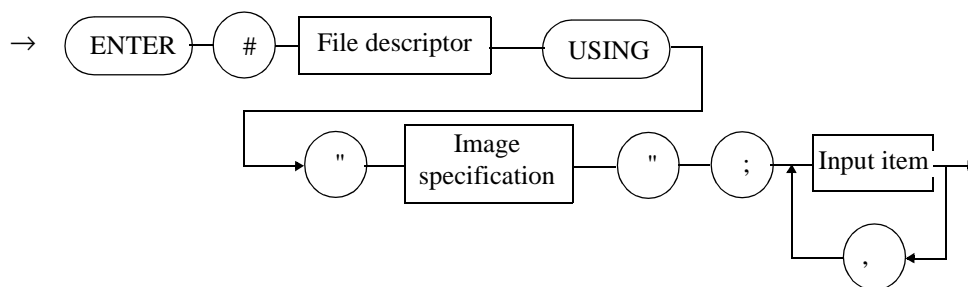 → ENTER # File descriptor USING
" Image specification " ; Input item
,